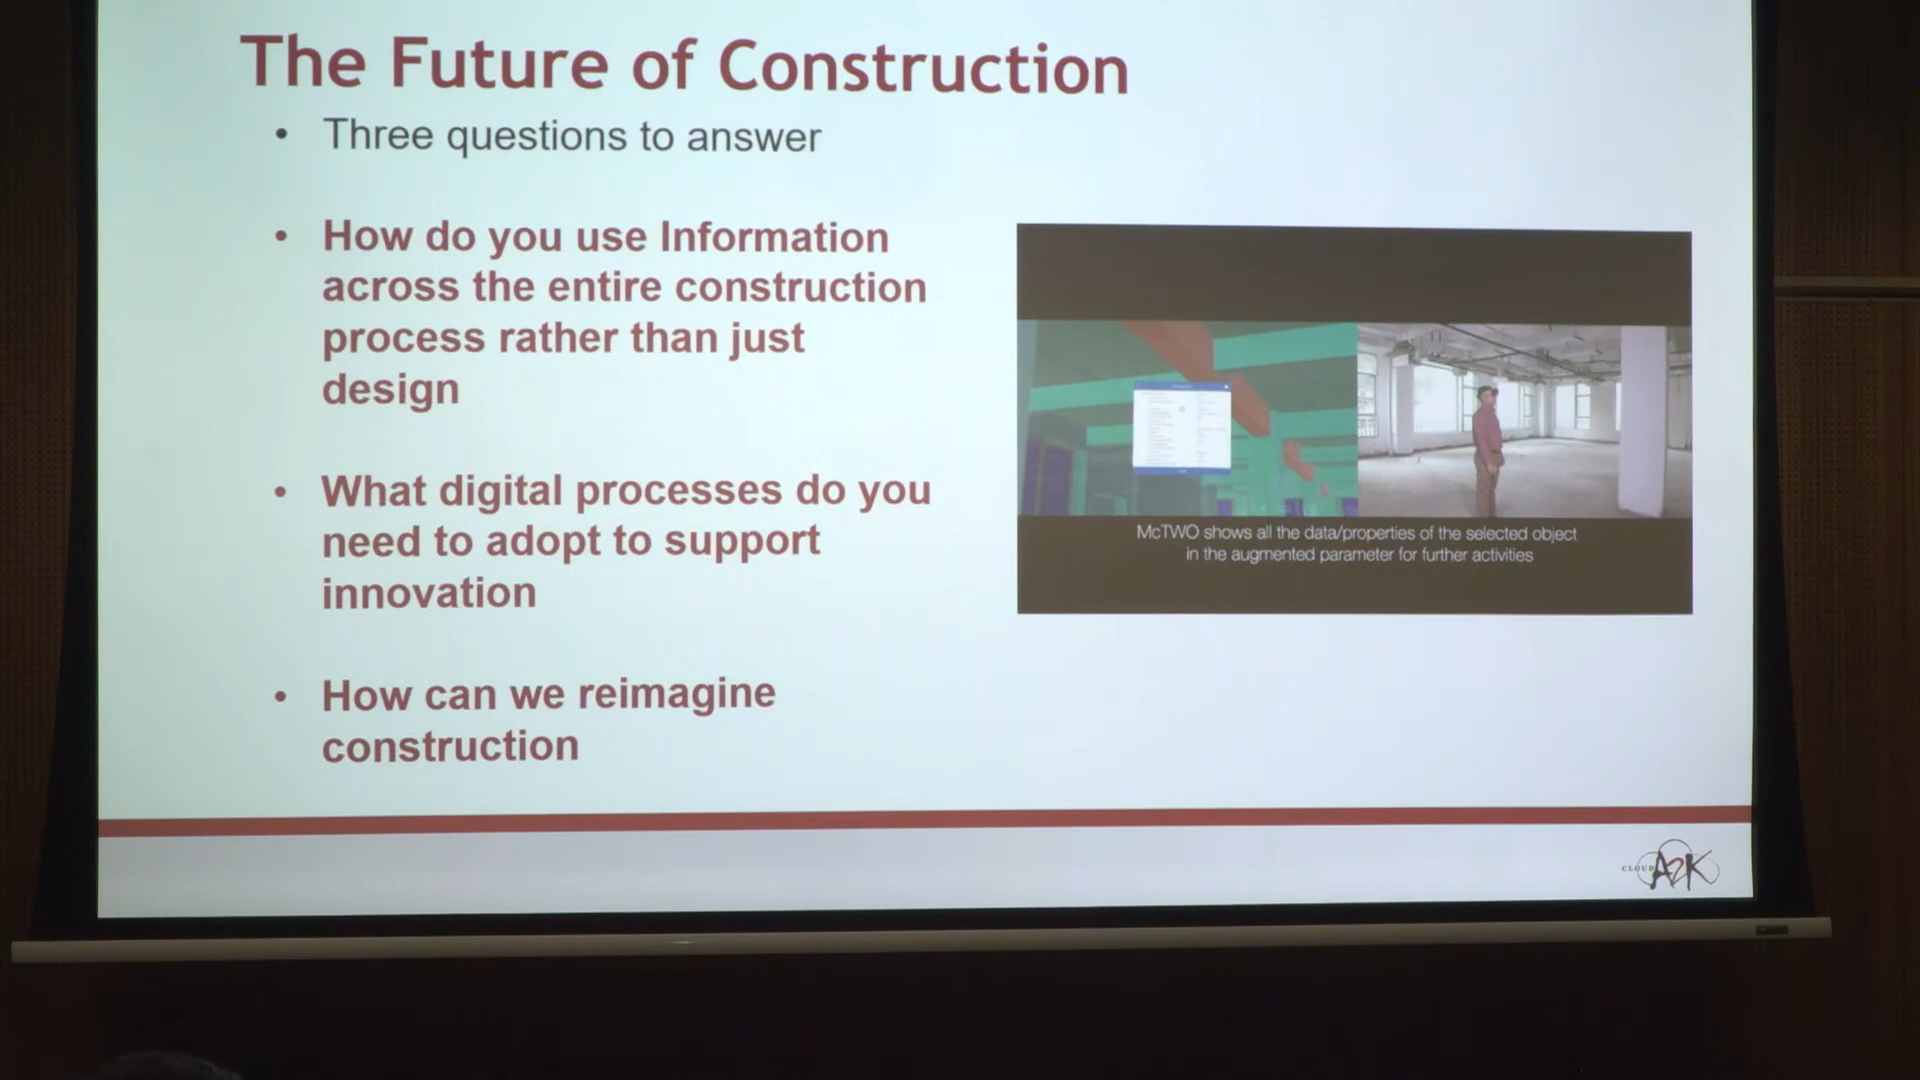 The Future of Construction
• Three questions to answer
• How do you use Information
across the entire construction
process rather than just
design
• What digital processes do you
need to adopt to support
innovation
• How can we reimagine
construction
McTWO shows all the data/properties of the selected object
in the augmented parameter for further activities
CLOUD A2K